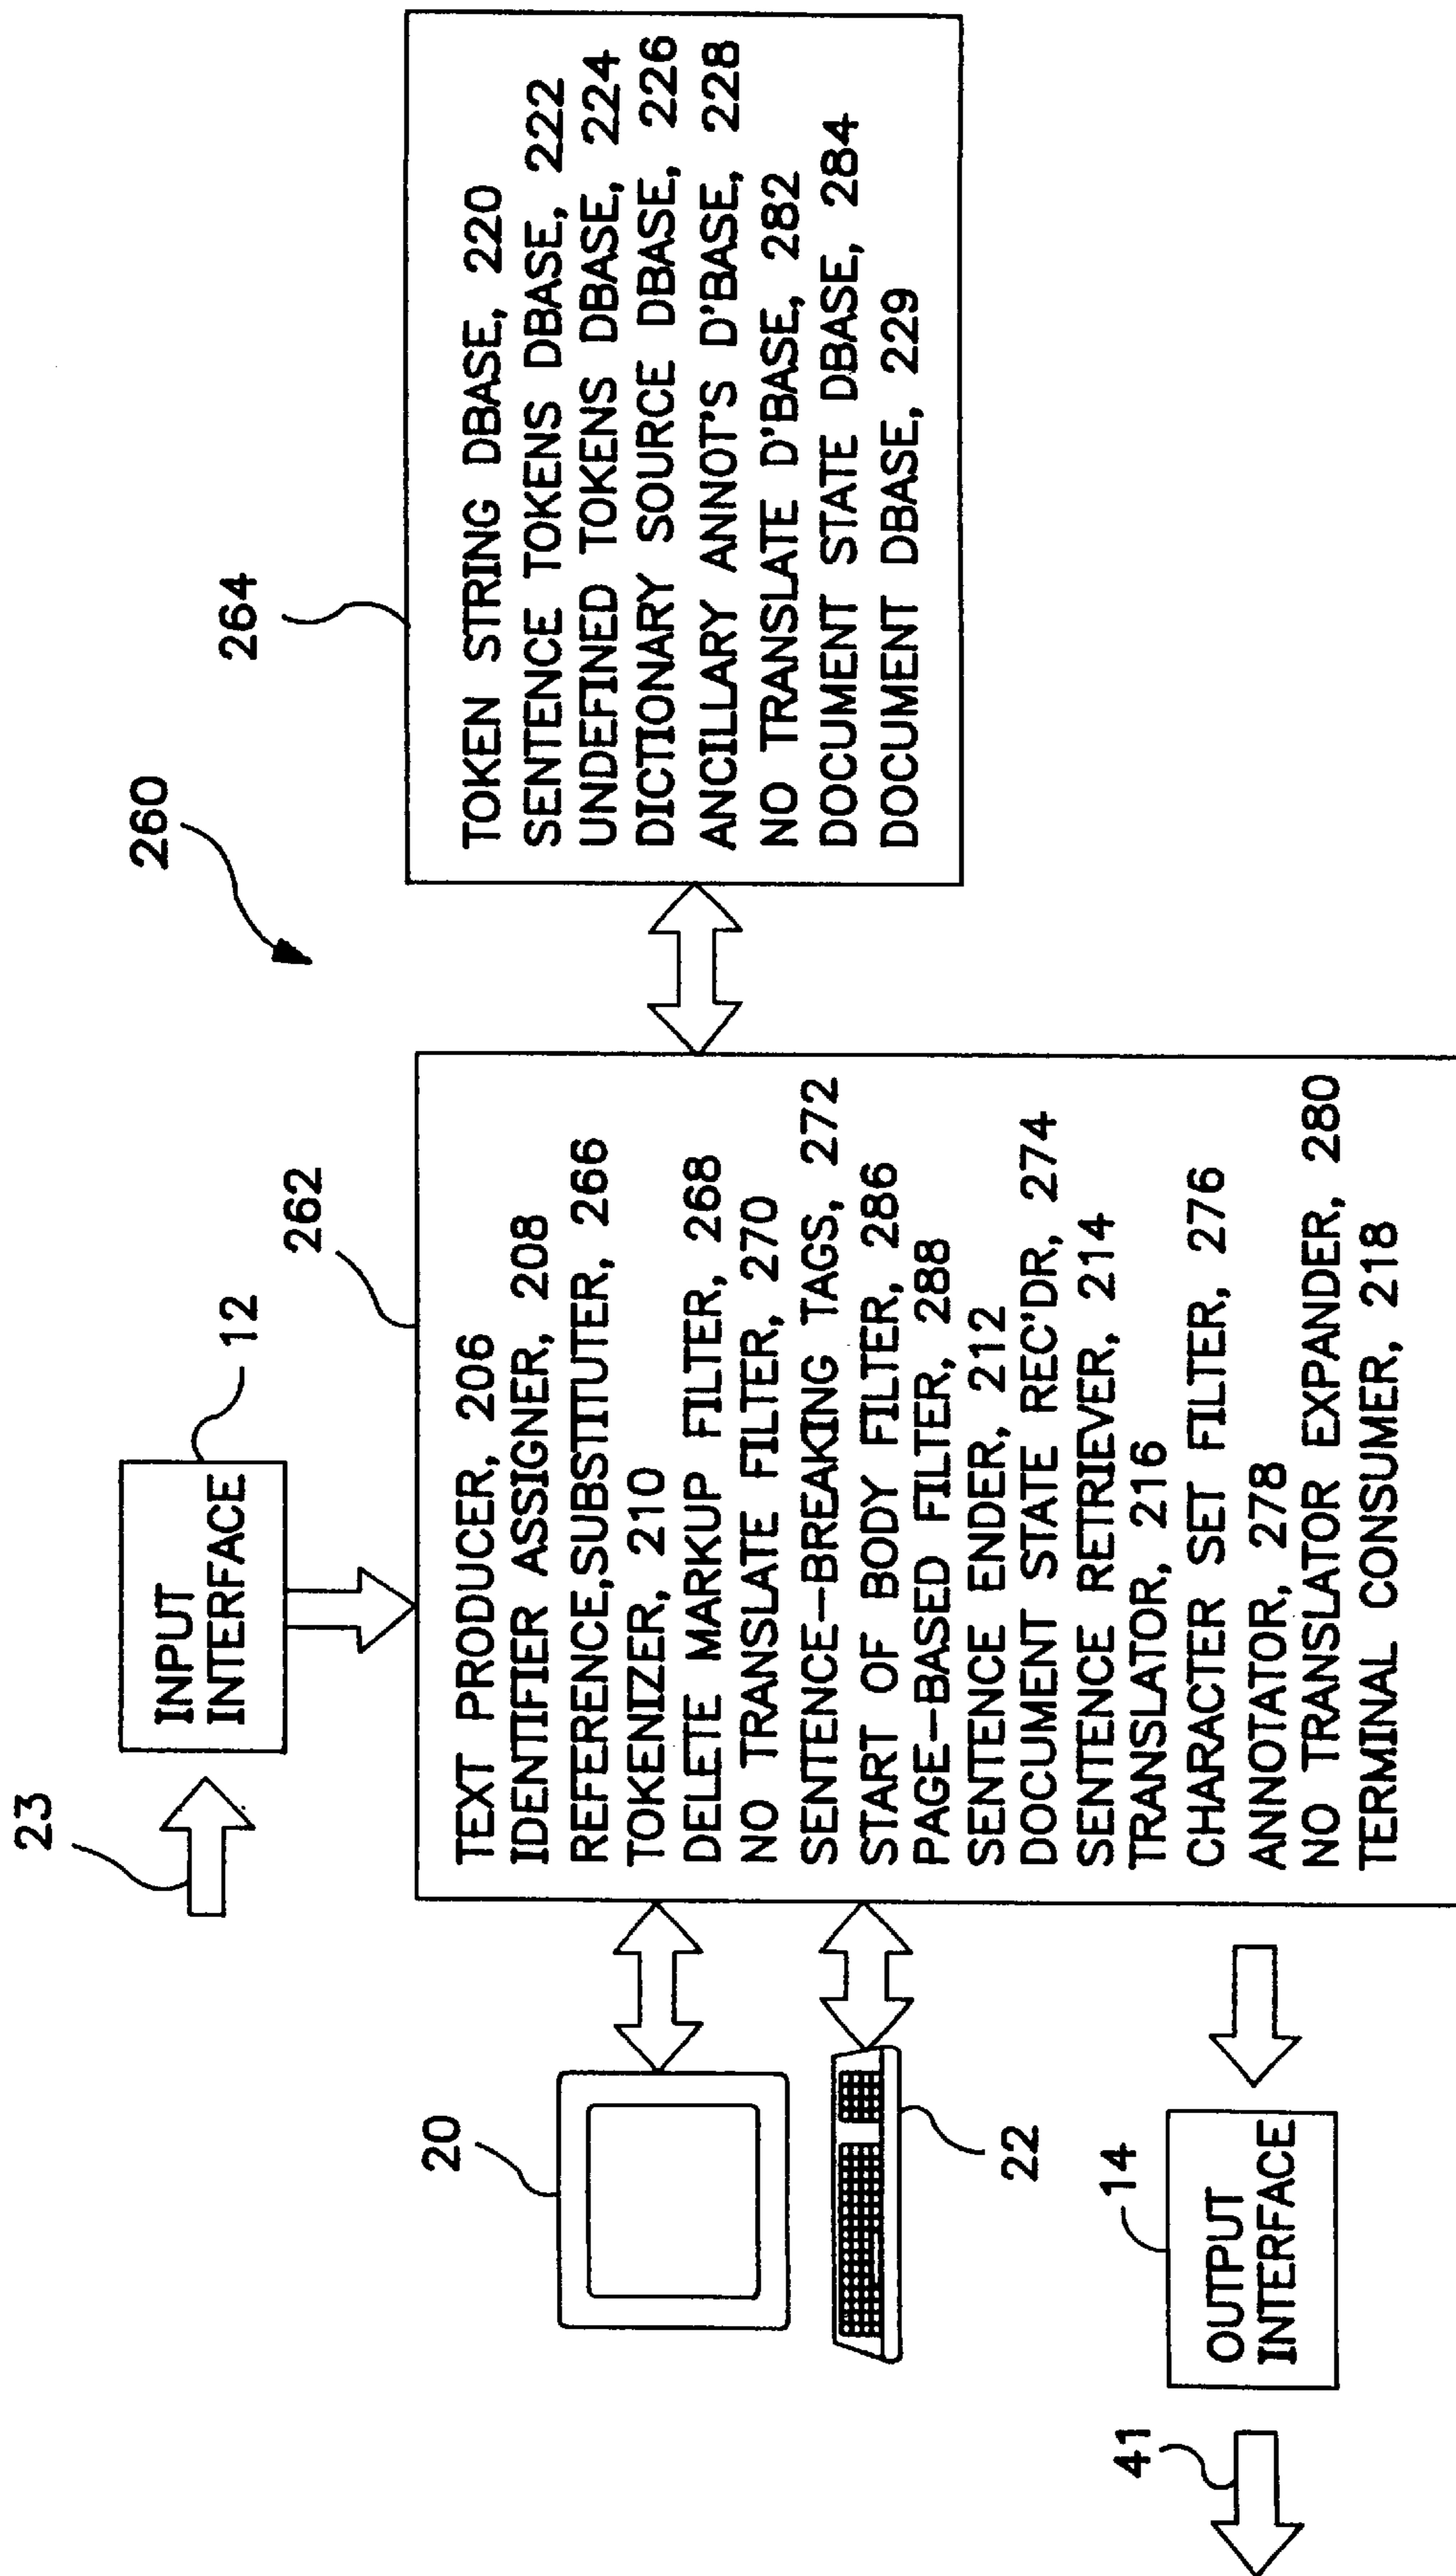 23
INPUT
INTERFACE
12
260
262
264
20
22
TEXT PRODUCER, 206
IDENTIFIER ASSIGNER, 208
REFERENCE,SUBSTITUTER, 266
TOKENIZER, 210
DELETE MARKUP FILTER, 268
NO TRANSLATE FILTER, 270
SENTENCE-BREAKING TAGS, 272
START OF BODY FILTER, 286
PAGE-BASED FILTER, 288
SENTENCE ENDER, 212
DOCUMENT STATE REC'DR, 274
SENTENCE RETRIEVER, 214
TRANSLATOR, 216
CHARACTER SET FILTER, 276
ANNOTATOR, 278
NO TRANSLATOR EXPANDER, 280
TERMINAL CONSUMER, 218
TOKEN STRING DBASE, 220
SENTENCE TOKENS DBASE, 222
UNDEFINED TOKENS DBASE, 224
DICTIONARY SOURCE DBASE, 226
ANCILLARY ANNOT'S D'BASE, 228
NO TRANSLATE D'BASE, 282
DOCUMENT STATE DBASE, 284
DOCUMENT DBASE, 229
41
14
OUTPUT
INTERFACE